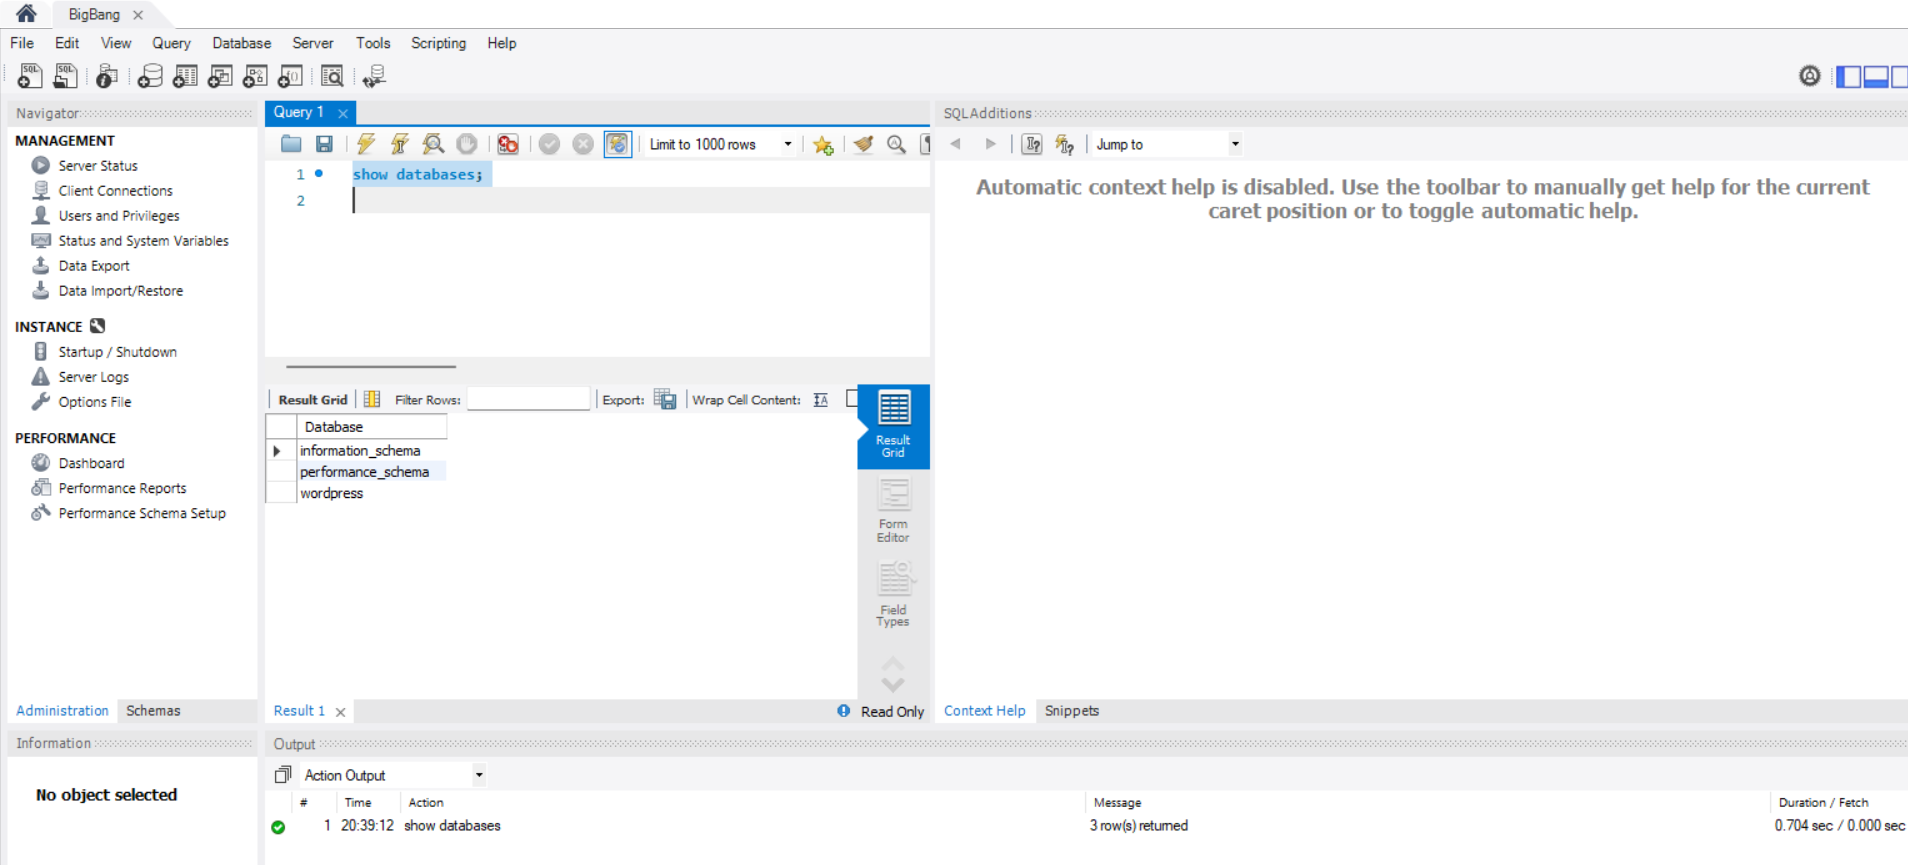 BigBang
File Edit View Query Database Server Tools Scripting Help
Navigator
MANAGEMENT
Server Status
Client Connections
Users and Privileges
Status and System Variables
Data Export
Data Import/Restore
INSTANCE
Startup / Shutdown
Server Logs
Options File
PERFORMANCE
Dashboard
Performance Reports
Performance Schema Setup
Administration Schemas
Information
No object selected
Query 1
Limit to 1000 rows
1 show databases;
2
Result Grid Filter Rows: Export: Wrap Cell Content:
Database
information_schema
performance_schema
wordpress
Result
Grid
Form
Editor
Field
Types
Result 1 Read Only
SQLAdditions
Jump to
Automatic context help is disabled. Use the toolbar to manually get help for the current
caret position or to toggle automatic help.
Context Help Snippets
Output
Action Output
# Time Action Message Duration / Fetch
1 20:39:12 show databases 3 row(s) returned 0.704 sec / 0.000 sec